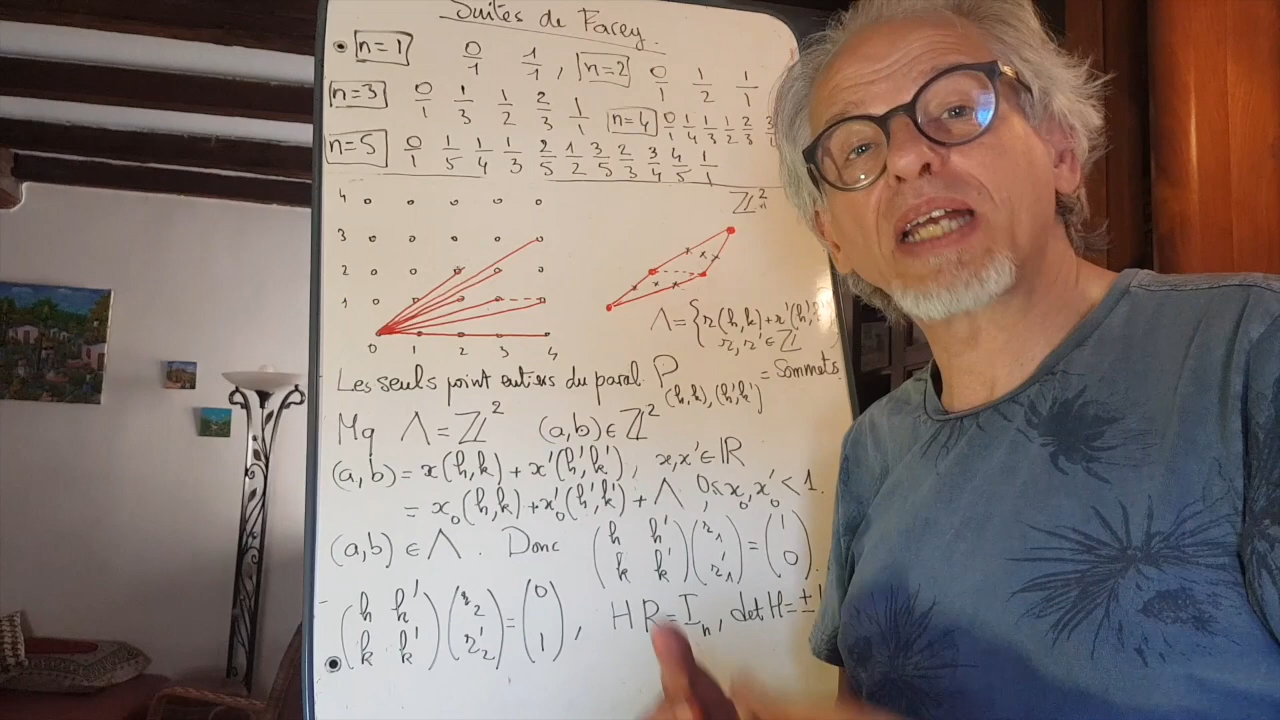 Suites de Farey.
• n=1 0/1 1/1 , n=2 0/1 1/2 1/1
n=3 0/1 1/3 1/2 2/3 1/1 n=4 0/1 1/4 1/3 1/2 2/3
n=5 0/1 1/5 1/4 1/3 2/5 1/2 3/5 2/3 3/4 4/5 1/1
ℤ²
4
3
2
1
0 1 2 3 4
Λ = { r(h,k) + r'(h',k')
r, r' ∈ ℤ }
Les seuls point entiers du paral. P_{(h,k),(h',k')} = Sommets
Mq Λ = ℤ² (a,b) ∈ ℤ²
(a,b) = x(h,k) + x'(h',k'), x,x' ∈ ℝ
= x₀(h,k) + x'₀(h',k') + Λ, 0 ≤ x₀, x'₀ < 1.
(a,b) ∈ Λ. Donc (h h' ; k k')(r₁ ; r'₁) = (1 ; 0).
(h h' ; k k')(r₂ ; r'₂) = (0 ; 1), HR = Iₙ, det H = ±1